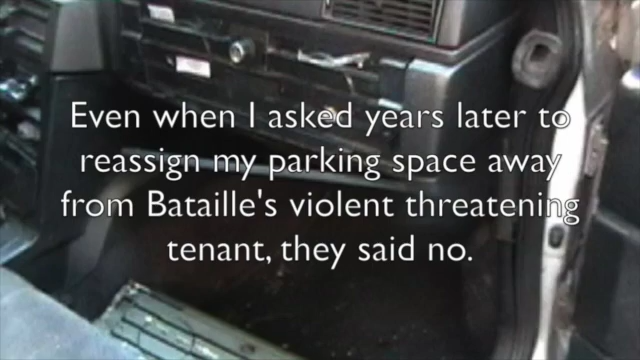 Even when I asked years later to
reassign my parking space away
from Bataille's violent threatening
tenant, they said no.